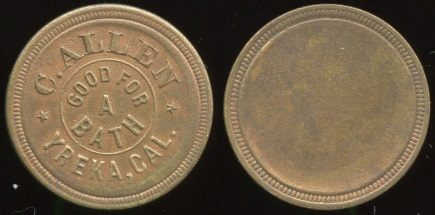 C. ALLEN
GOOD FOR
A
BATH
YREKA, CAL.